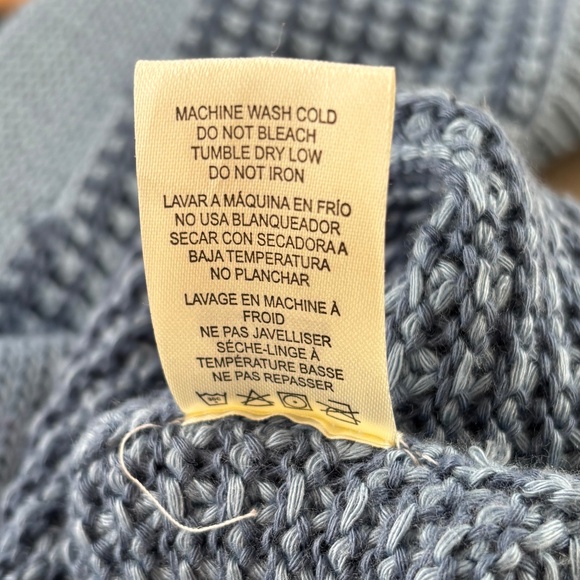 MACHINE WASH COLD
DO NOT BLEACH
TUMBLE DRY LOW
DO NOT IRON
LAVAR A MÁQUINA EN FRÍO
NO USA BLANQUEADOR
SECAR CON SECADORA A
BAJA TEMPERATURA
NO PLANCHAR
LAVAGE EN MACHINE À
FROID
NE PAS JAVELLISER
SÉCHE-LINGE À
TEMPÉRATURE BASSE
NE PAS REPASSER